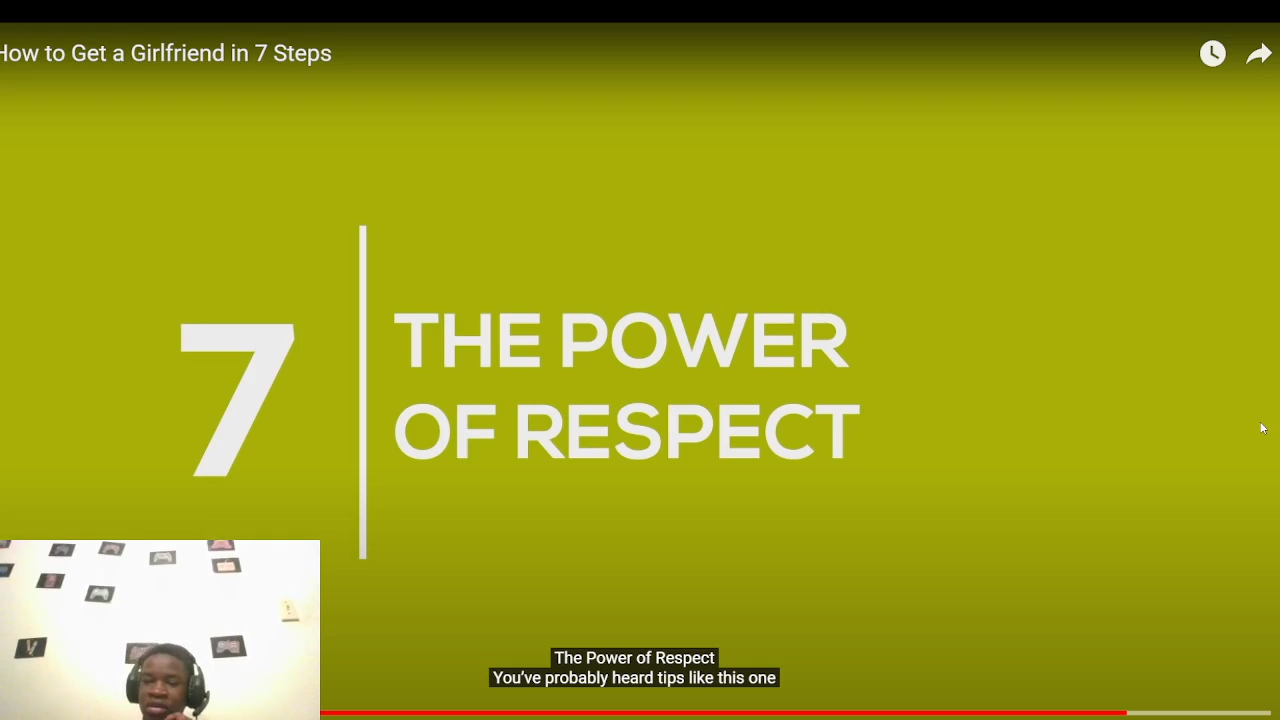 How to Get a Girlfriend in 7 Steps
7
THE POWER
OF RESPECT
The Power of Respect
You’ve probably heard tips like this one